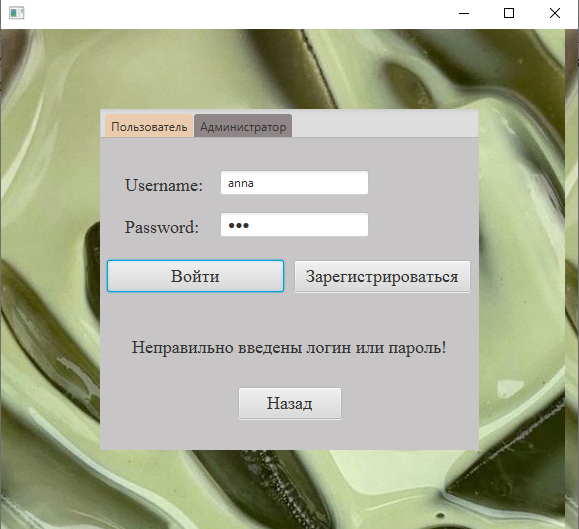 Пользователь Администратор
Username: anna
Password: •••
Войти Зарегистрироваться
Неправильно введены логин или пароль!
Назад